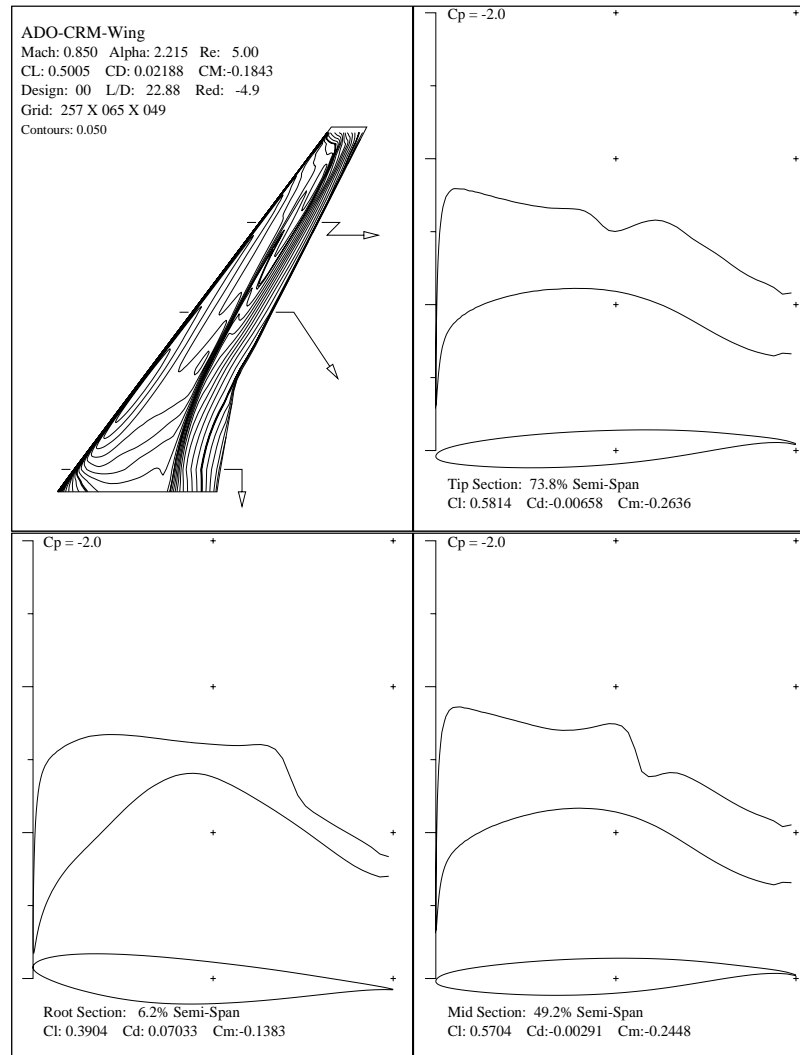 ADO-CRM-Wing
Mach: 0.850 Alpha: 2.215 Re: 5.00
CL: 0.5005 CD: 0.02188 CM:-0.1843
Design: 00 L/D: 22.88 Red: -4.9
Grid: 257 X 065 X 049
Contours: 0.050
Cp = -2.0
Tip Section: 73.8% Semi-Span
Cl: 0.5814 Cd:-0.00658 Cm:-0.2636
Cp = -2.0
Root Section: 6.2% Semi-Span
Cl: 0.3904 Cd: 0.07033 Cm:-0.1383
Cp = -2.0
Mid Section: 49.2% Semi-Span
Cl: 0.5704 Cd:-0.00291 Cm:-0.2448